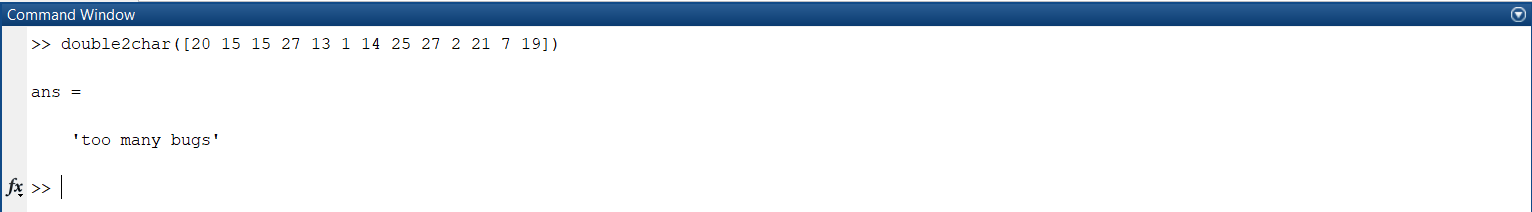 Command Window
>> double2char([20 15 15 27 13 1 14 25 27 2 21 7 19])
ans =
'too many bugs'
fx >>